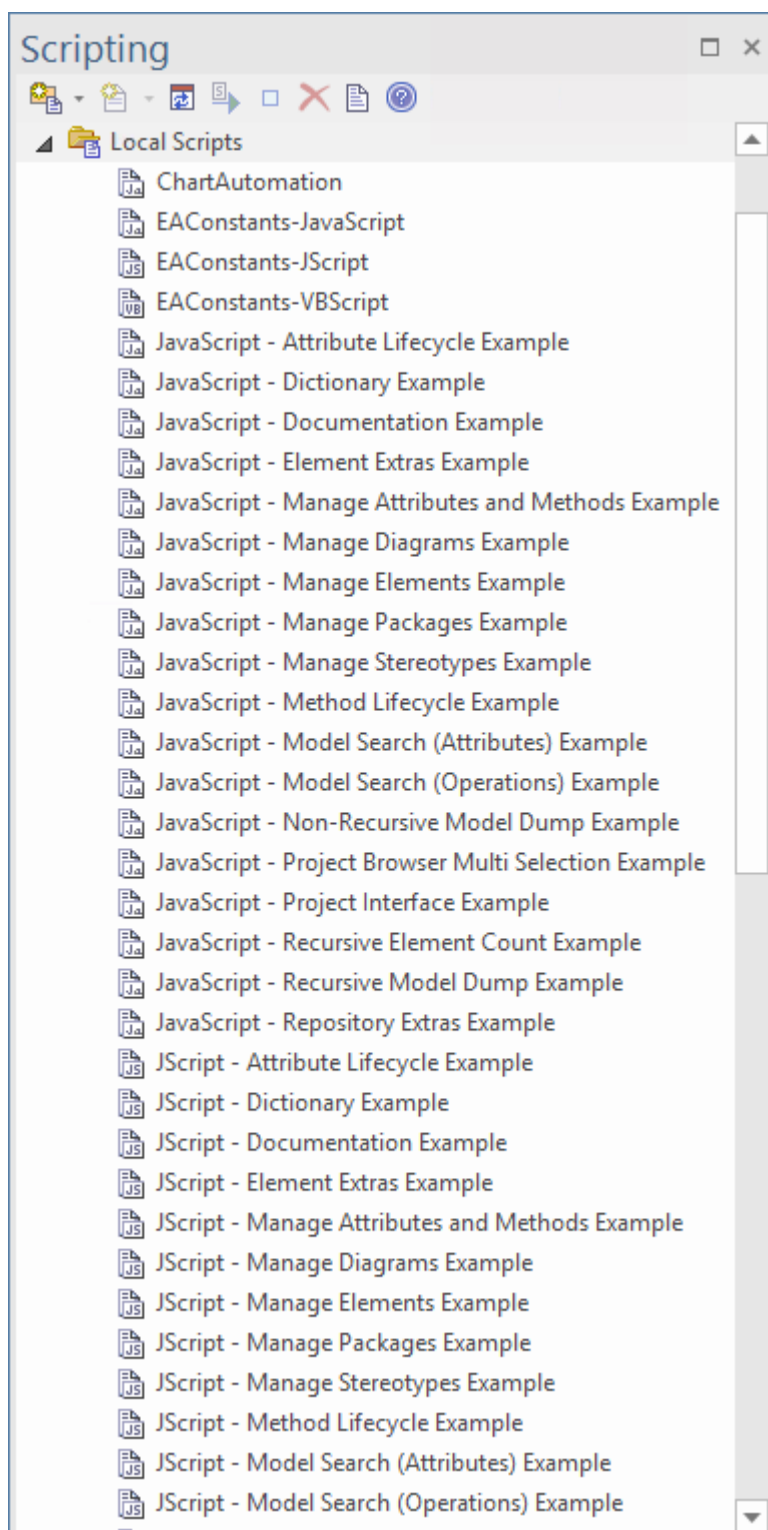 Scripting
Local Scripts
ChartAutomation
EAConstants-JavaScript
EAConstants-JScript
EAConstants-VBScript
JavaScript - Attribute Lifecycle Example
JavaScript - Dictionary Example
JavaScript - Documentation Example
JavaScript - Element Extras Example
JavaScript - Manage Attributes and Methods Example
JavaScript - Manage Diagrams Example
JavaScript - Manage Elements Example
JavaScript - Manage Packages Example
JavaScript - Manage Stereotypes Example
JavaScript - Method Lifecycle Example
JavaScript - Model Search (Attributes) Example
JavaScript - Model Search (Operations) Example
JavaScript - Non-Recursive Model Dump Example
JavaScript - Project Browser Multi Selection Example
JavaScript - Project Interface Example
JavaScript - Recursive Element Count Example
JavaScript - Recursive Model Dump Example
JavaScript - Repository Extras Example
JScript - Attribute Lifecycle Example
JScript - Dictionary Example
JScript - Documentation Example
JScript - Element Extras Example
JScript - Manage Attributes and Methods Example
JScript - Manage Diagrams Example
JScript - Manage Elements Example
JScript - Manage Packages Example
JScript - Manage Stereotypes Example
JScript - Method Lifecycle Example
JScript - Model Search (Attributes) Example
JScript - Model Search (Operations) Example